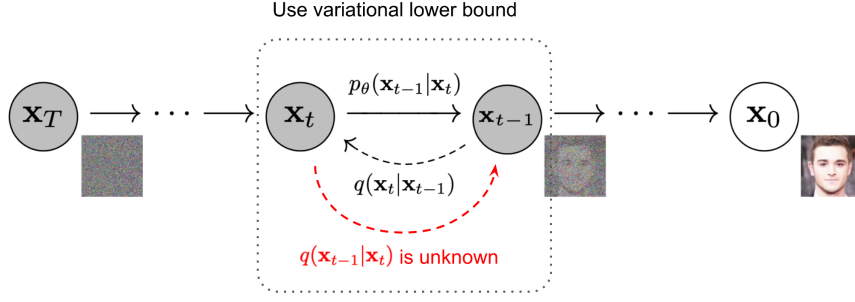 Use variational lower bound
𝐱_T → ··· → 𝐱_t p_θ(𝐱_{t−1}|𝐱_t) → 𝐱_{t−1} → ··· → 𝐱_0
q(𝐱_t|𝐱_{t−1})
q(𝐱_{t−1}|𝐱_t) is unknown